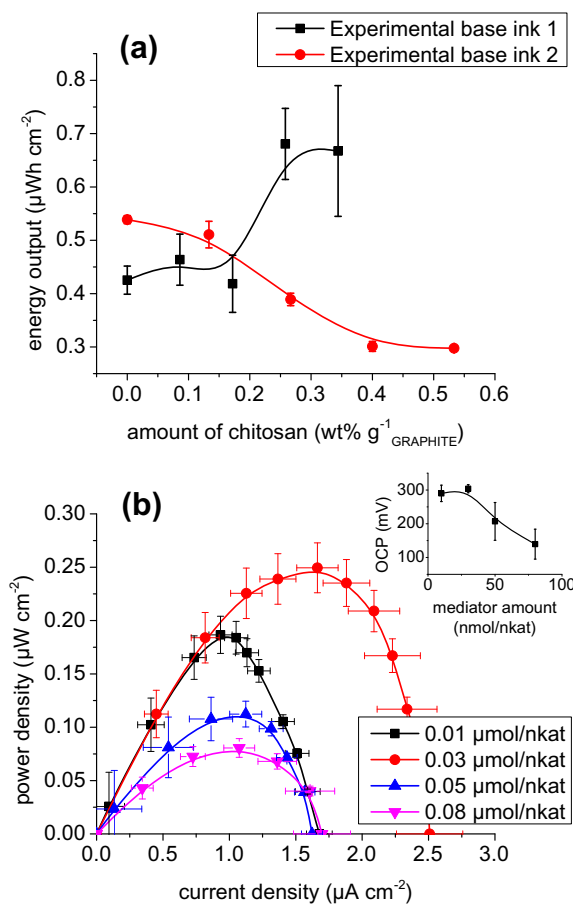 (a)
Experimental base ink 1
Experimental base ink 2
energy output (µWh cm-2)
0.8
0.7
0.6
0.5
0.4
0.3
0.0 0.1 0.2 0.3 0.4 0.5 0.6
amount of chitosan (wt% g-1GRAPHITE)
(b)
OCP (mV)
300
200
100
0 50 100
mediator amount
(nmol/nkat)
power density (µW cm-2)
0.30
0.25
0.20
0.15
0.10
0.05
0.00
0.01 µmol/nkat
0.03 µmol/nkat
0.05 µmol/nkat
0.08 µmol/nkat
0.0 0.5 1.0 1.5 2.0 2.5 3.0
current density (µA cm-2)